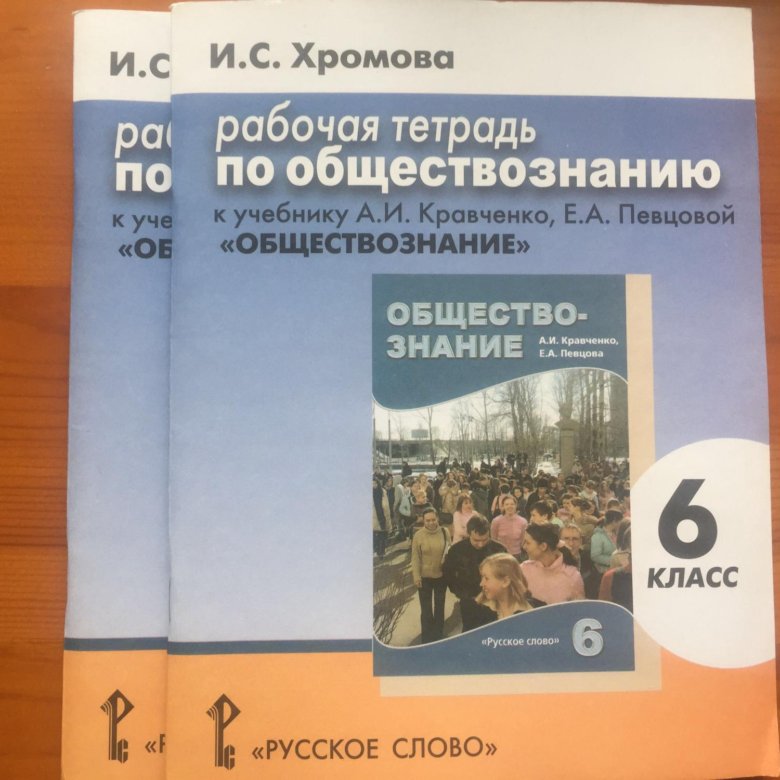 И.С
раб
по
к уче
«ОБ
И.С. Хромова
рабочая тетрадь
по обществознанию
к учебнику А.И. Кравченко, Е.А. Певцовой
«ОБЩЕСТВОЗНАНИЕ»
ОБЩЕСТВО-
ЗНАНИЕ
А.И. Кравченко,
Е.А. Певцова
«Русское слово» 6
6
КЛАСС
«РУССКОЕ СЛОВО»